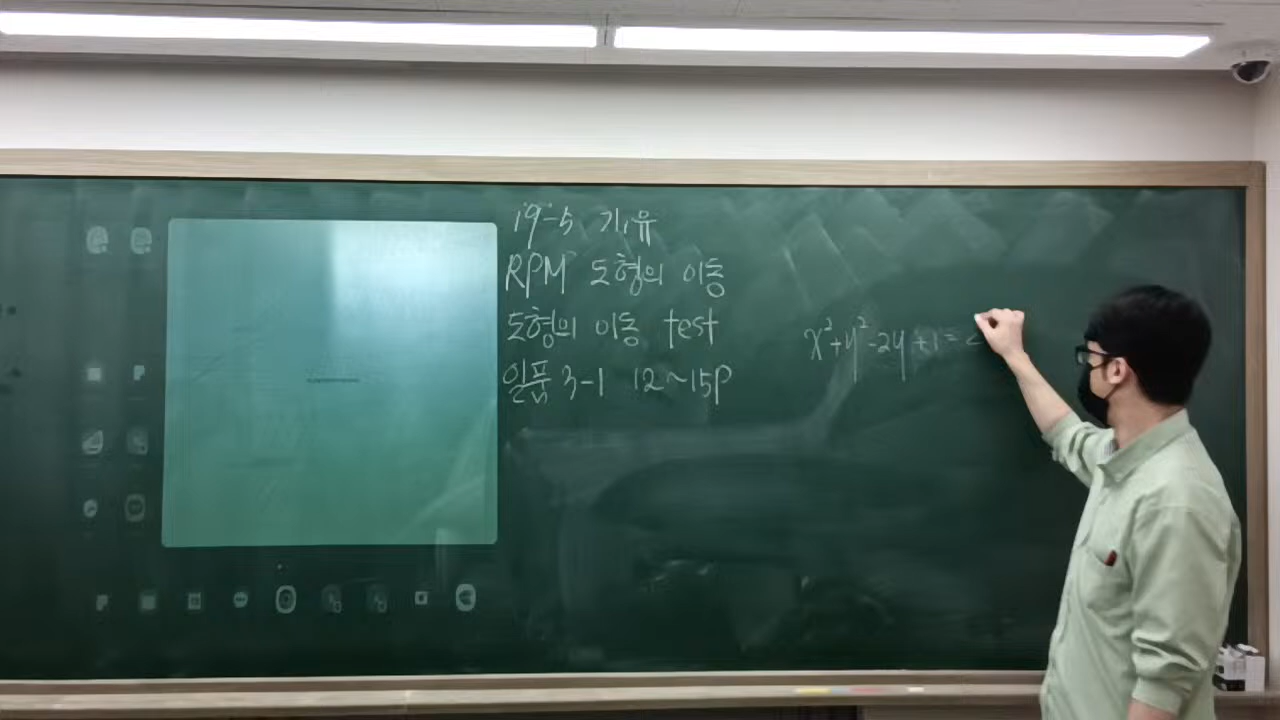 19-5 기,유
RPM 도형의 이동
도형의 이동 test
일품 3-1 12~15p
x²+y²-2y+1=2